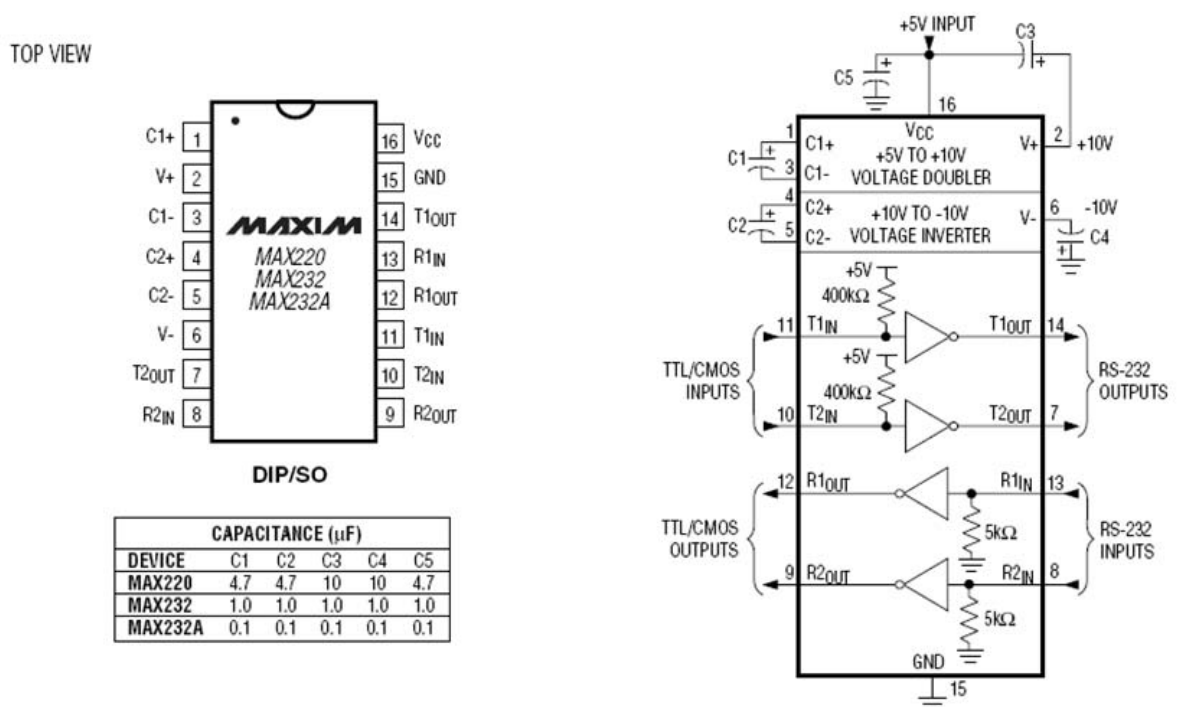 TOP VIEW
C1+ 1
V+ 2
C1- 3
C2+ 4
C2- 5
V- 6
T2OUT 7
R2IN 8
16 VCC
15 GND
14 T1OUT
13 R1IN
12 R1OUT
11 T1IN
10 T2IN
9 R2OUT
MAXIM
MAX220
MAX232
MAX232A
DIP/SO
CAPACITANCE (μF)
DEVICE C1 C2 C3 C4 C5
MAX220 4.7 4.7 10 10 4.7
MAX232 1.0 1.0 1.0 1.0 1.0
MAX232A 0.1 0.1 0.1 0.1 0.1
+5V INPUT
C3
+
C5
+
16
VCC
1
C1+
C1
+
3
C1-
+5V TO +10V
VOLTAGE DOUBLER
V+
2
+10V
4
C2+
C2
+
5
C2-
+10V TO -10V
VOLTAGE INVERTER
V-
6
-10V
C4
+
+5V
400kΩ
11 T1IN
T1OUT 14
+5V
400kΩ
10 T2IN
T2OUT 7
TTL/CMOS
INPUTS
RS-232
OUTPUTS
12 R1OUT
R1IN 13
5kΩ
9 R2OUT
R2IN 8
5kΩ
TTL/CMOS
OUTPUTS
RS-232
INPUTS
GND
15